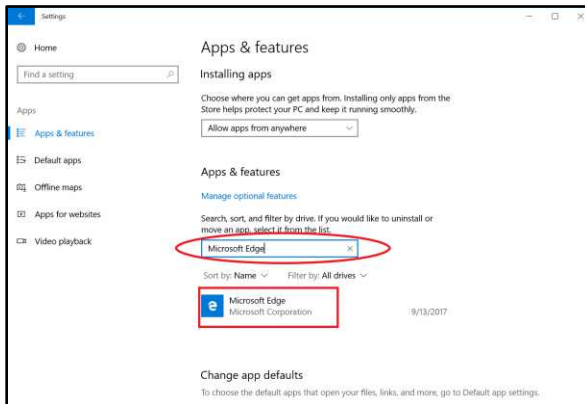 Settings
Home
Find a setting
Apps
Apps & features
Default apps
Offline maps
Apps for websites
Video playback
Apps & features
Installing apps
Choose where you can get apps from. Installing only apps from the
Store helps protect your PC and keep it running smoothly.
Allow apps from anywhere
Apps & features
Manage optional features
Search, sort, and filter by drive. If you would like to uninstall or
move an app, select it from the list.
Microsoft Edge
Sort by: Name
Filter by: All drives
Microsoft Edge
Microsoft Corporation
9/13/2017
Change app defaults
To choose the default apps that open your files, links, and more, go to Default app settings.